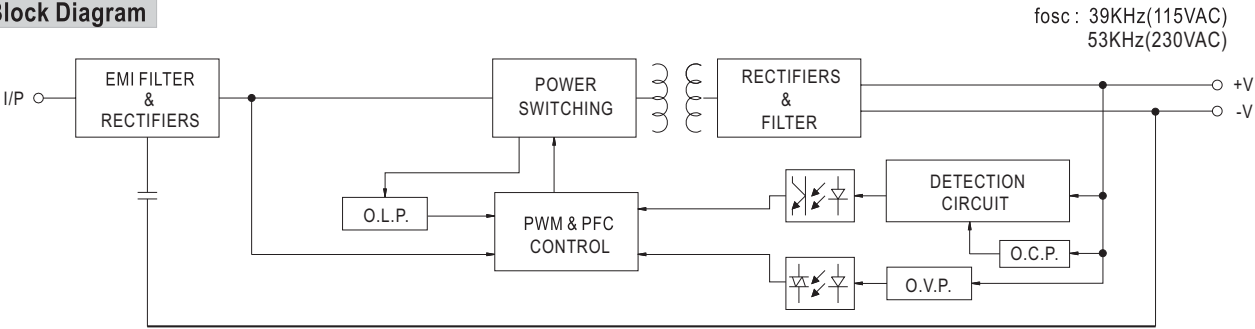 Block Diagram
fosc : 39KHz(115VAC)
53KHz(230VAC)
I/P
EMI FILTER
&
RECTIFIERS
POWER
SWITCHING
RECTIFIERS
&
FILTER
+V
-V
O.L.P.
PWM & PFC
CONTROL
DETECTION
CIRCUIT
O.C.P.
O.V.P.